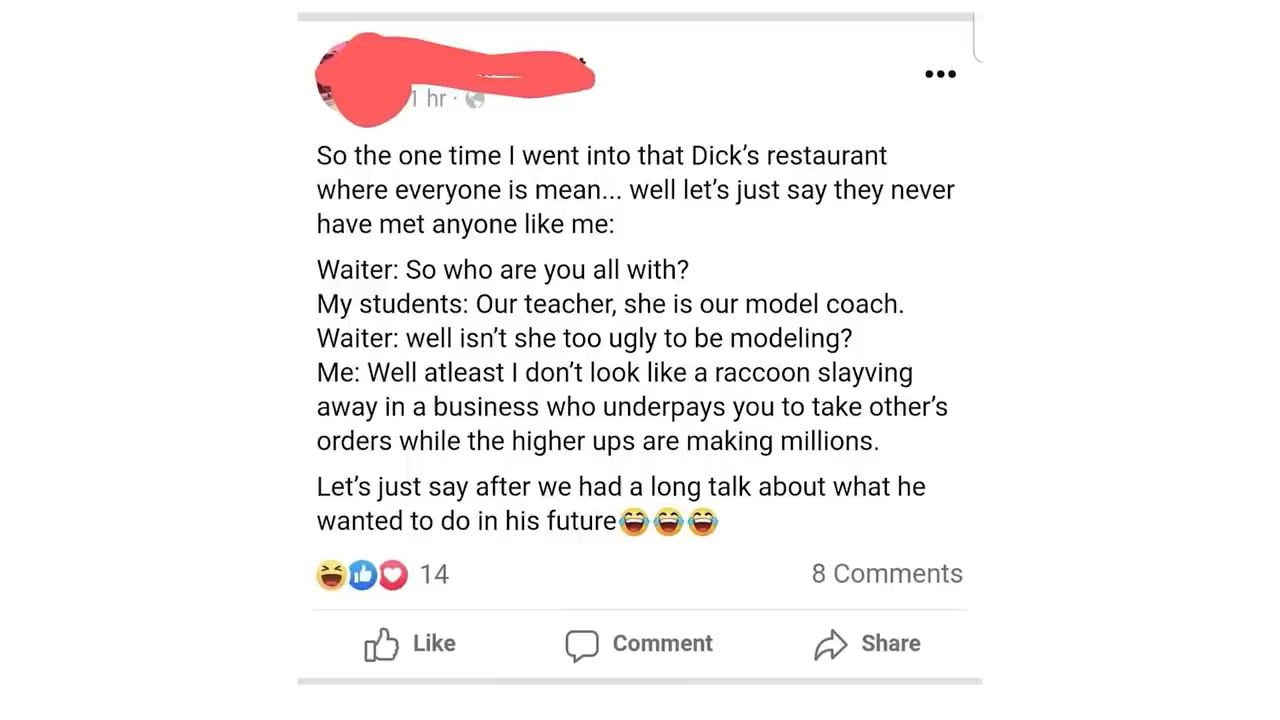 1 hr ·
So the one time I went into that Dick's restaurant
where everyone is mean... well let's just say they never
have met anyone like me:
Waiter: So who are you all with?
My students: Our teacher, she is our model coach.
Waiter: well isn't she too ugly to be modeling?
Me: Well atleast I don't look like a raccoon slayving
away in a business who underpays you to take other's
orders while the higher ups are making millions.
Let's just say after we had a long talk about what he
wanted to do in his future😂😂😂
14
8 Comments
Like
Comment
Share